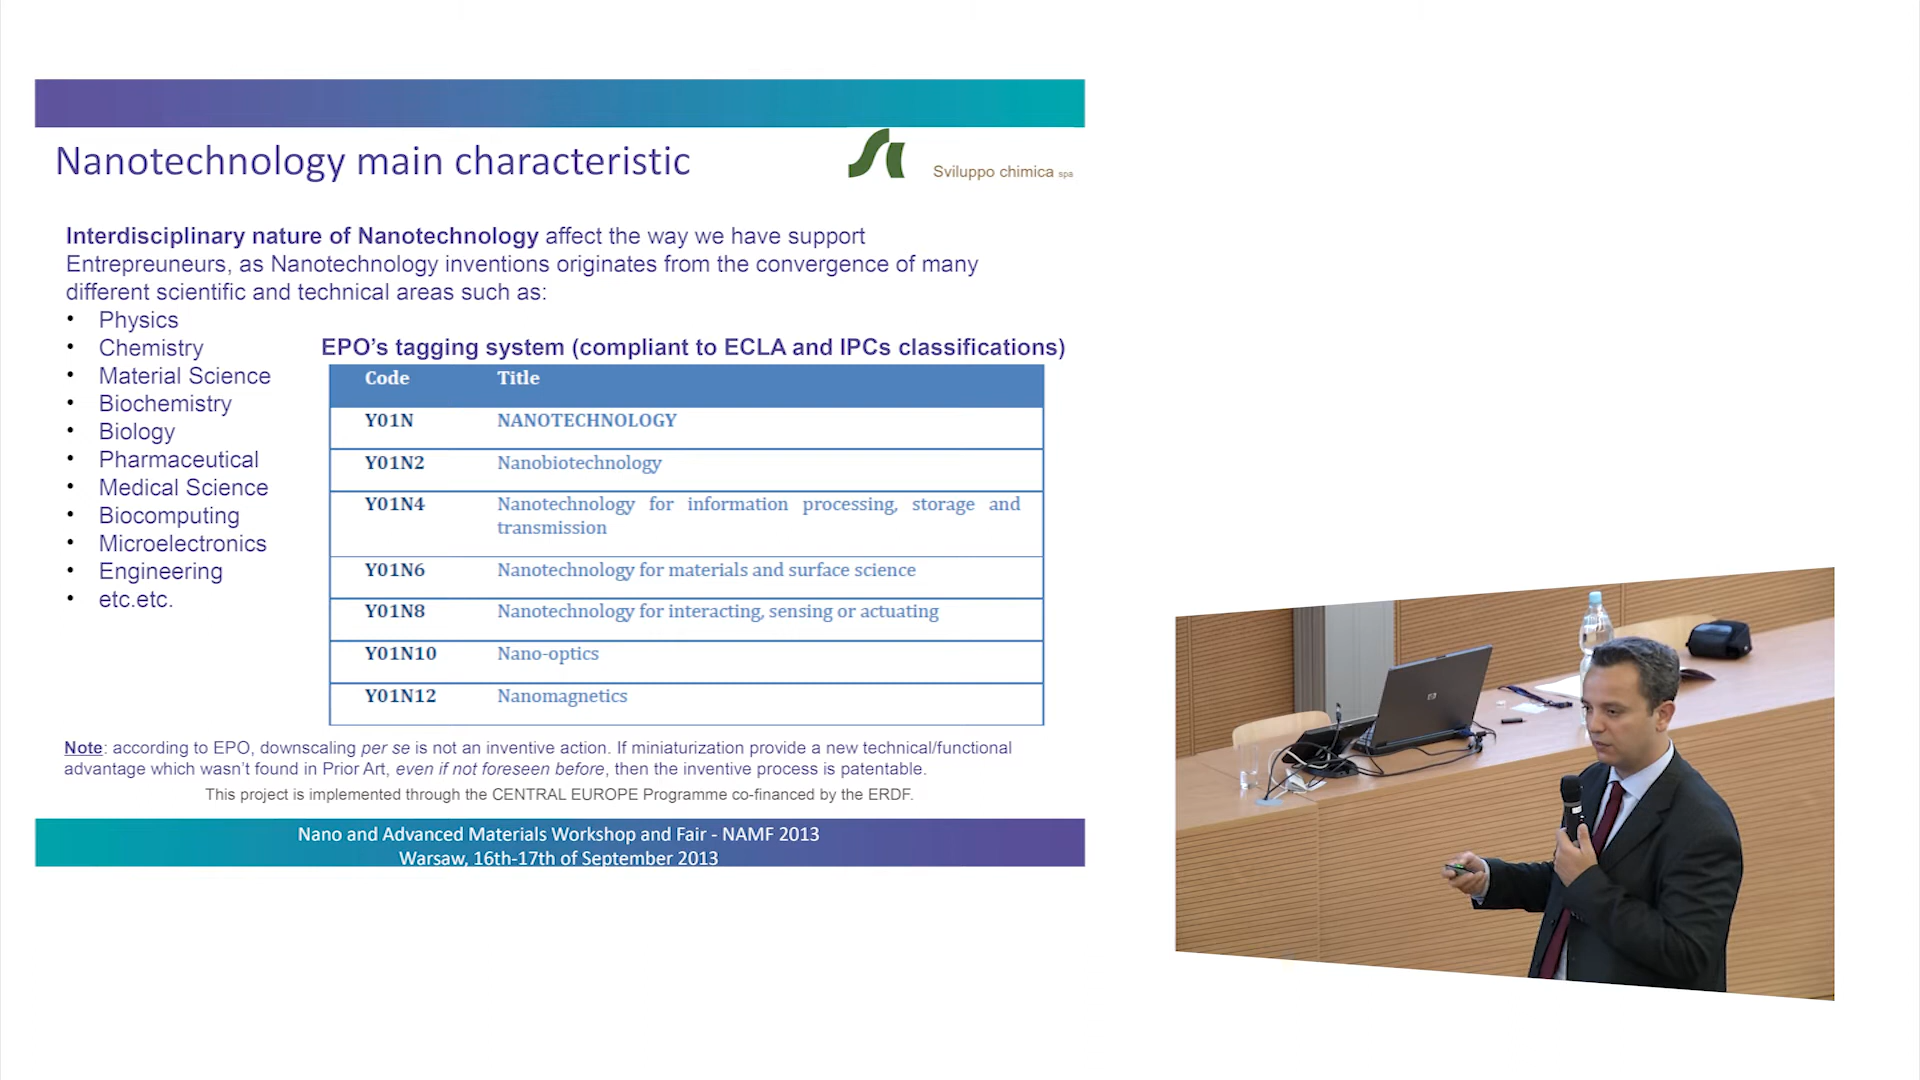 Nanotechnology main characteristic
Sviluppo chimica spa
Interdisciplinary nature of Nanotechnology affect the way we have support
Entrepreuneurs, as Nanotechnology inventions originates from the convergence of many
different scientific and technical areas such as:
• Physics
• Chemistry
• Material Science
• Biochemistry
• Biology
• Pharmaceutical
• Medical Science
• Biocomputing
• Microelectronics
• Engineering
• etc.etc.
EPO’s tagging system (compliant to ECLA and IPCs classifications)
Code Title
Y01N NANOTECHNOLOGY
Y01N2 Nanobiotechnology
Y01N4 Nanotechnology for information processing, storage and
transmission
Y01N6 Nanotechnology for materials and surface science
Y01N8 Nanotechnology for interacting, sensing or actuating
Y01N10 Nano-optics
Y01N12 Nanomagnetics
Note: according to EPO, downscaling per se is not an inventive action. If miniaturization provide a new technical/functional
advantage which wasn’t found in Prior Art, even if not foreseen before, then the inventive process is patentable.
This project is implemented through the CENTRAL EUROPE Programme co-financed by the ERDF.
Nano and Advanced Materials Workshop and Fair - NAMF 2013
Warsaw, 16th-17th of September 2013
hp